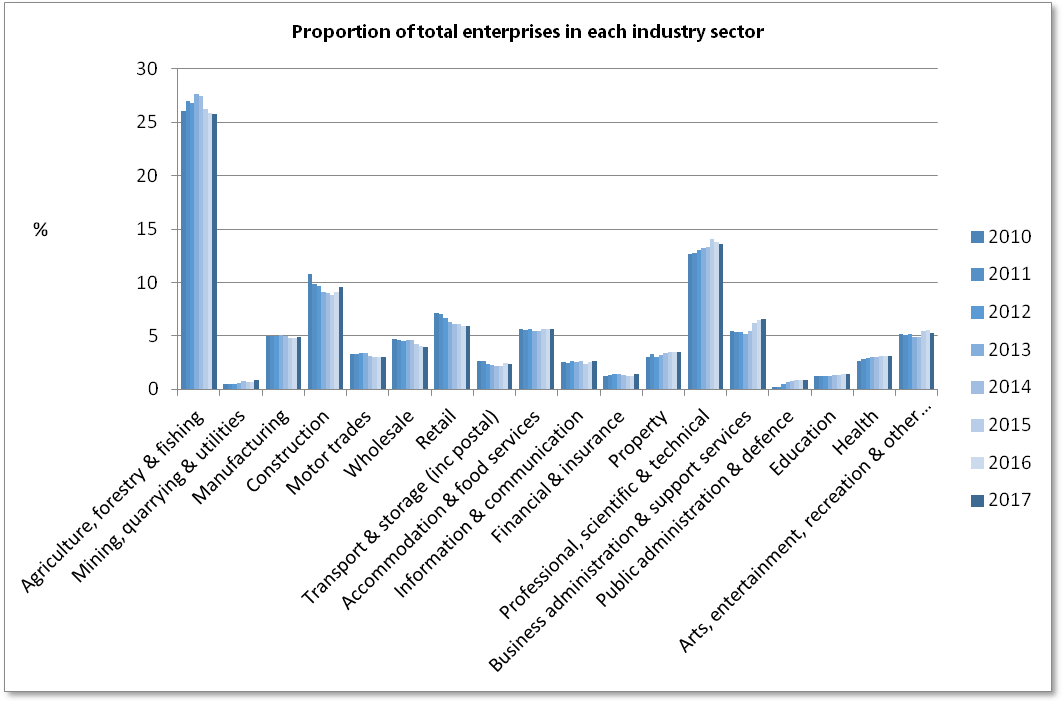 Proportion of total enterprises in each industry sector
30
25
20
15
10
5
0
%
Agriculture, forestry & fishing
Mining, quarrying & utilities
Manufacturing
Construction
Motor trades
Wholesale
Retail
Transport & storage (inc postal)
Accommodation & food services
Information & communication
Financial & insurance
Property
Professional, scientific & technical
Business administration & support services
Public administration & defence
Education
Health
Arts, entertainment, recreation & other...
2010
2011
2012
2013
2014
2015
2016
2017